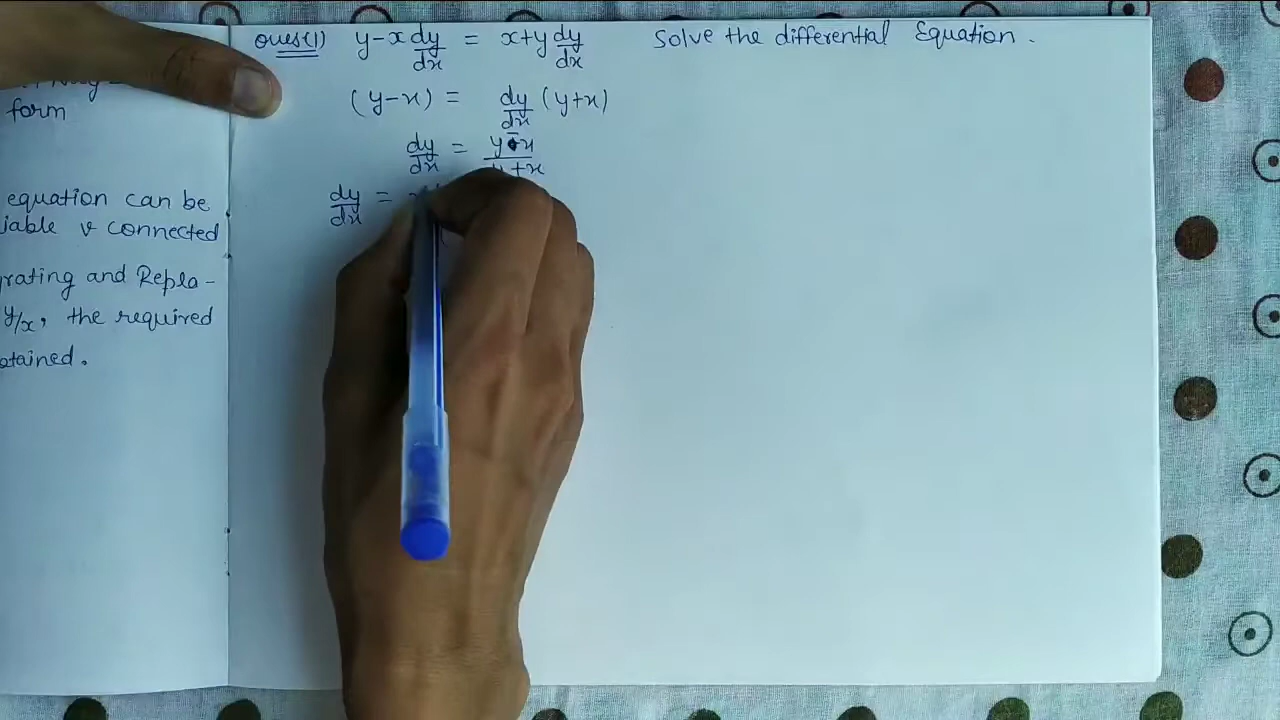 form
equation can be
iable v connected
rating and Repla-
y/x, the required
otained.
Ques(1) y-x dy/dx = x+y dy/dx Solve the differential Equation.
(y-x) = dy/dx (y+x)
dy/dx = y-x/y+x
dy/dx =